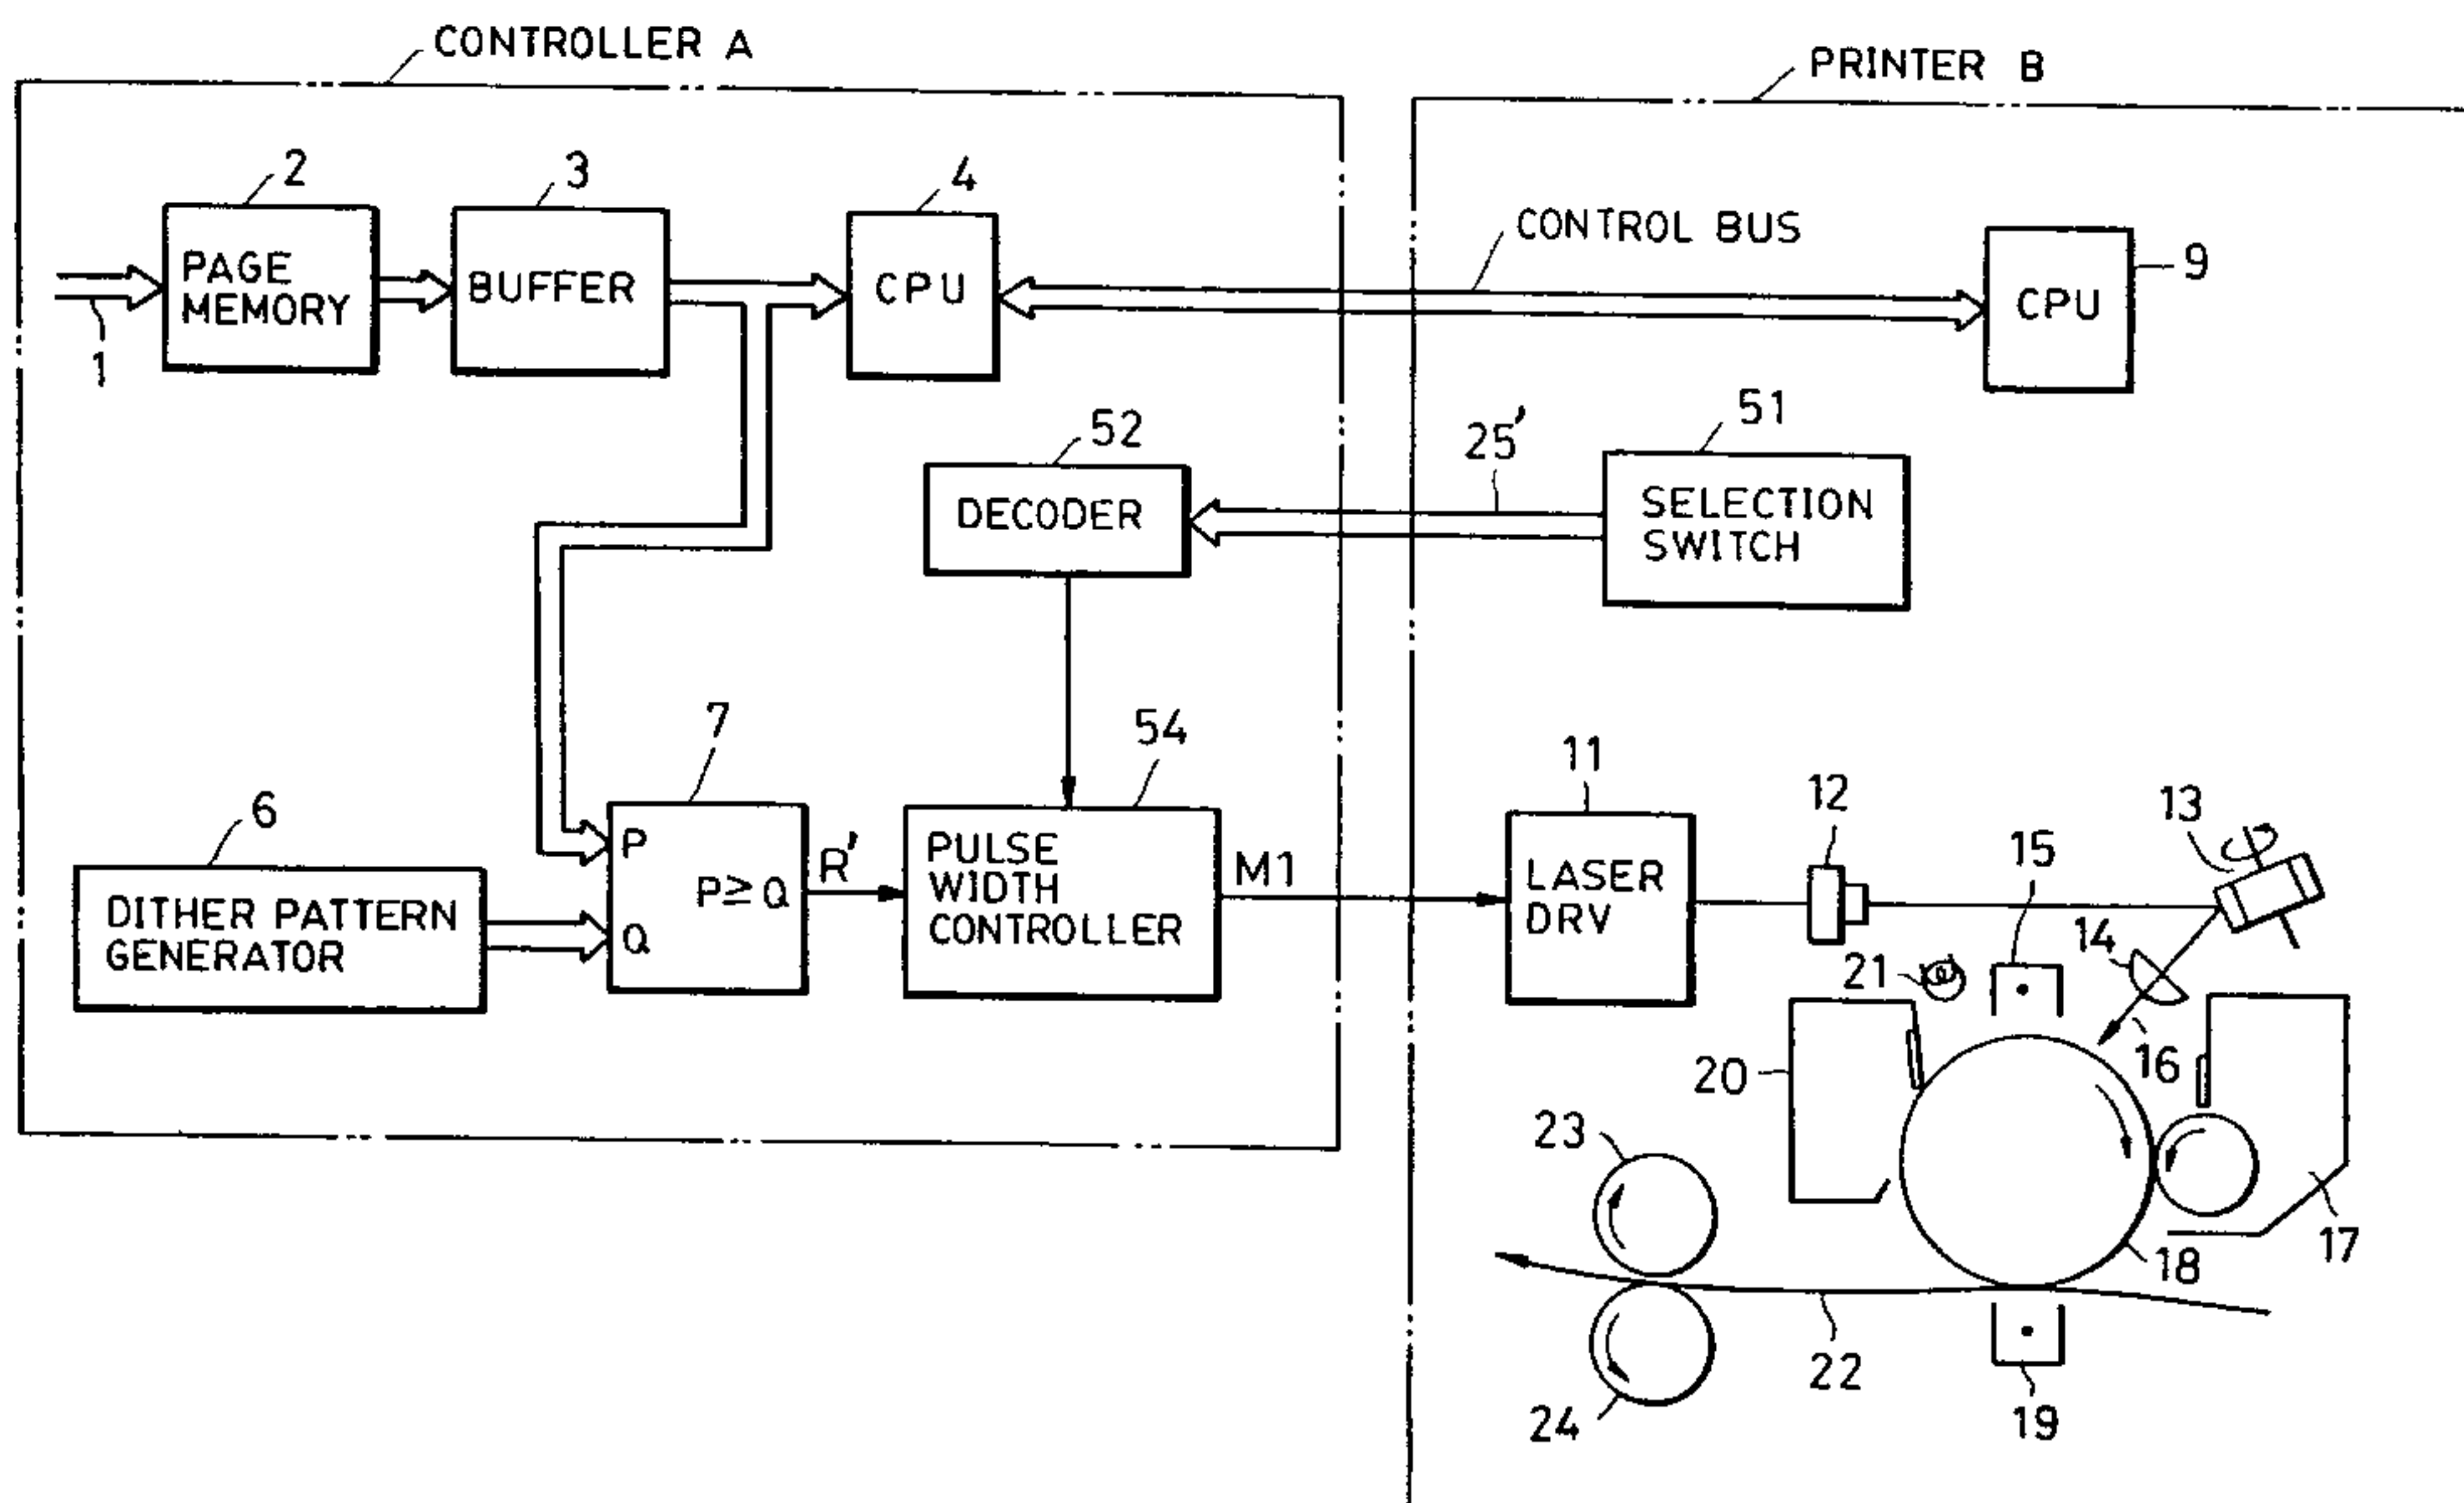 CONTROLLER A
PRINTER B
2
3
4
CONTROL BUS
9
PAGE
MEMORY
BUFFER
CPU
CPU
1
52
25'
51
DECODER
SELECTION
SWITCH
6
7
54
11
12
13
DITHER PATTERN
GENERATOR
P
Q
P≥Q
R'
PULSE
WIDTH
CONTROLLER
M1
LASER
DRV
15
14
21
16
20
23
17
18
22
24
19